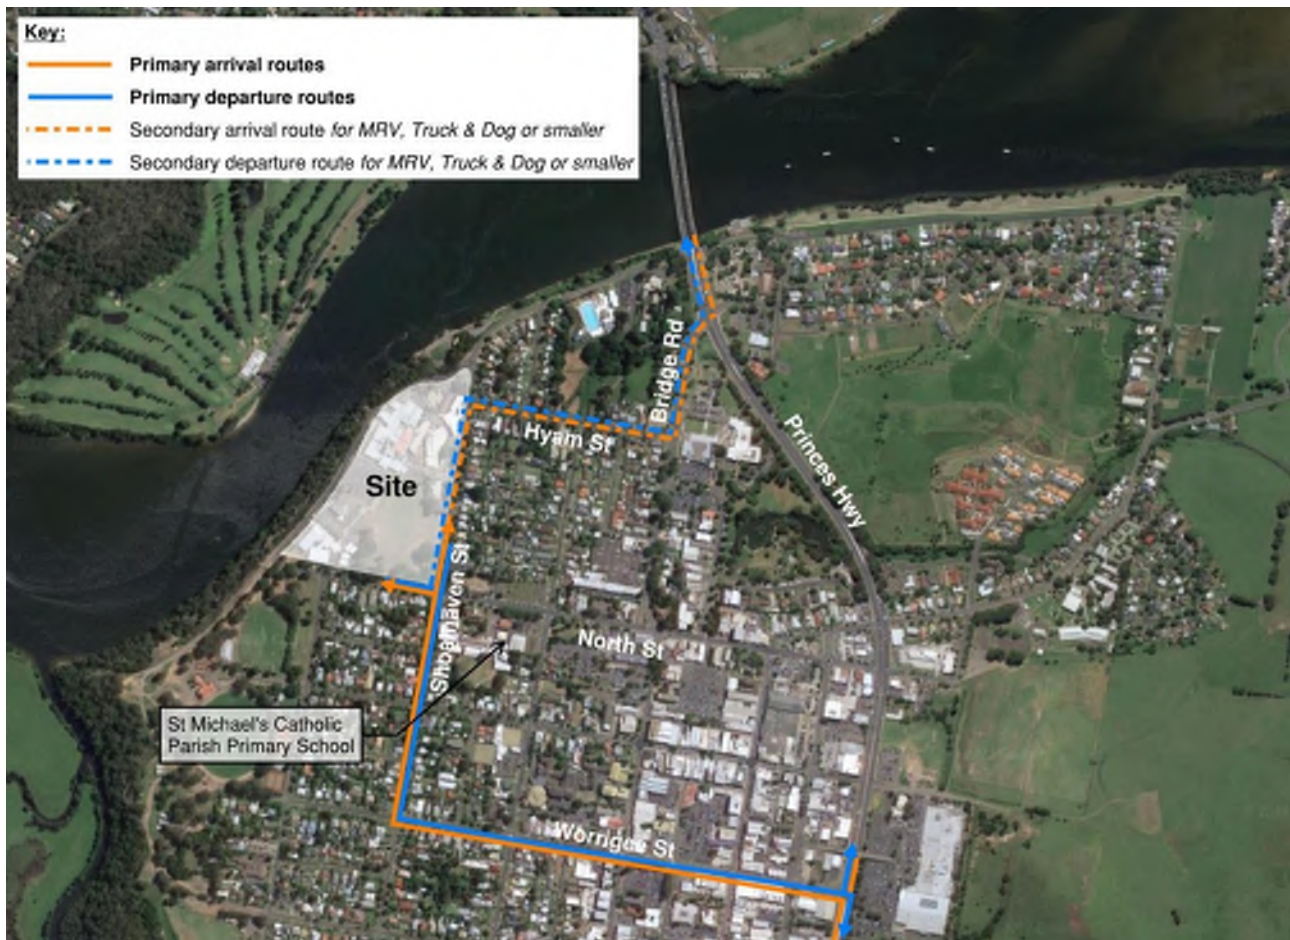 Key:
Primary arrival routes
Primary departure routes
Secondary arrival route for MRV, Truck & Dog or smaller
Secondary departure route for MRV, Truck & Dog or smaller
Bridge Rd
Hyam St
Princes Hwy
Site
Shoalhaven St
North St
St Michael's Catholic
Parish Primary School
Worrigee St